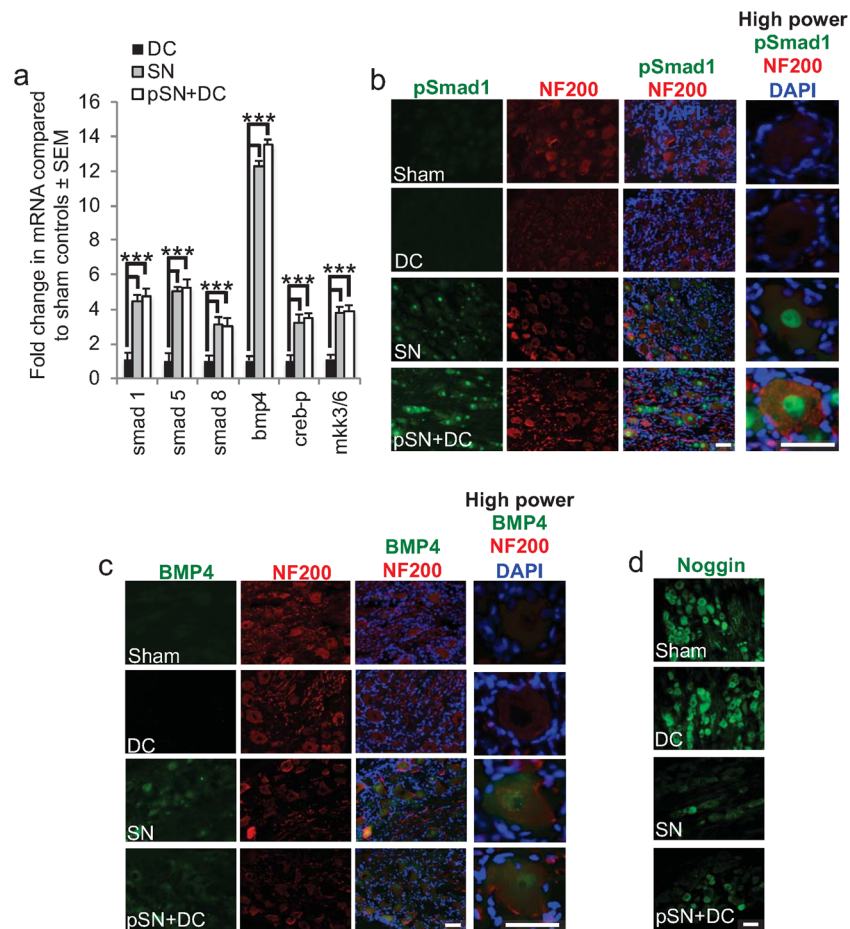 a
DC
SN
pSN+DC
Fold change in mRNA compared
to sham controls ± SEM
16
14
12
10
8
6
4
2
0
***
***
***
***
***
***
smad 1
smad 5
smad 8
bmp4
creb-p
mkk3/6
b
pSmad1
NF200
pSmad1
NF200
DAPI
High power
pSmad1
NF200
DAPI
Sham
DC
SN
pSN+DC
c
BMP4
NF200
BMP4
NF200
High power
BMP4
NF200
DAPI
Sham
DC
SN
pSN+DC
d
Noggin
Sham
DC
SN
pSN+DC